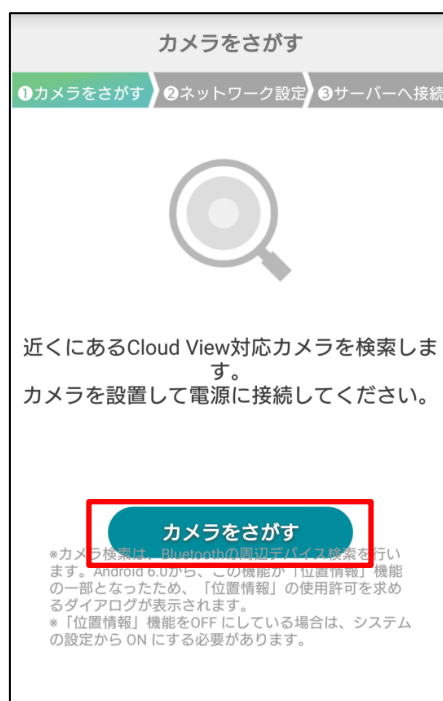 カメラをさがす
❶カメラをさがす ❷ネットワーク設定 ❸サーバーへ接続
近くにあるCloud View対応カメラを検索しま
す。
カメラを設置して電源に接続してください。
カメラをさがす
※カメラ検索は、Bluetoothの周辺デバイス検索を行い
ます。Android 6.0から、この機能が「位置情報」機能
の一部となったため、「位置情報」の使用許可を求め
るダイアログが表示されます。
※「位置情報」機能をOFF にしている場合は、システム
の設定から ON にする必要があります。